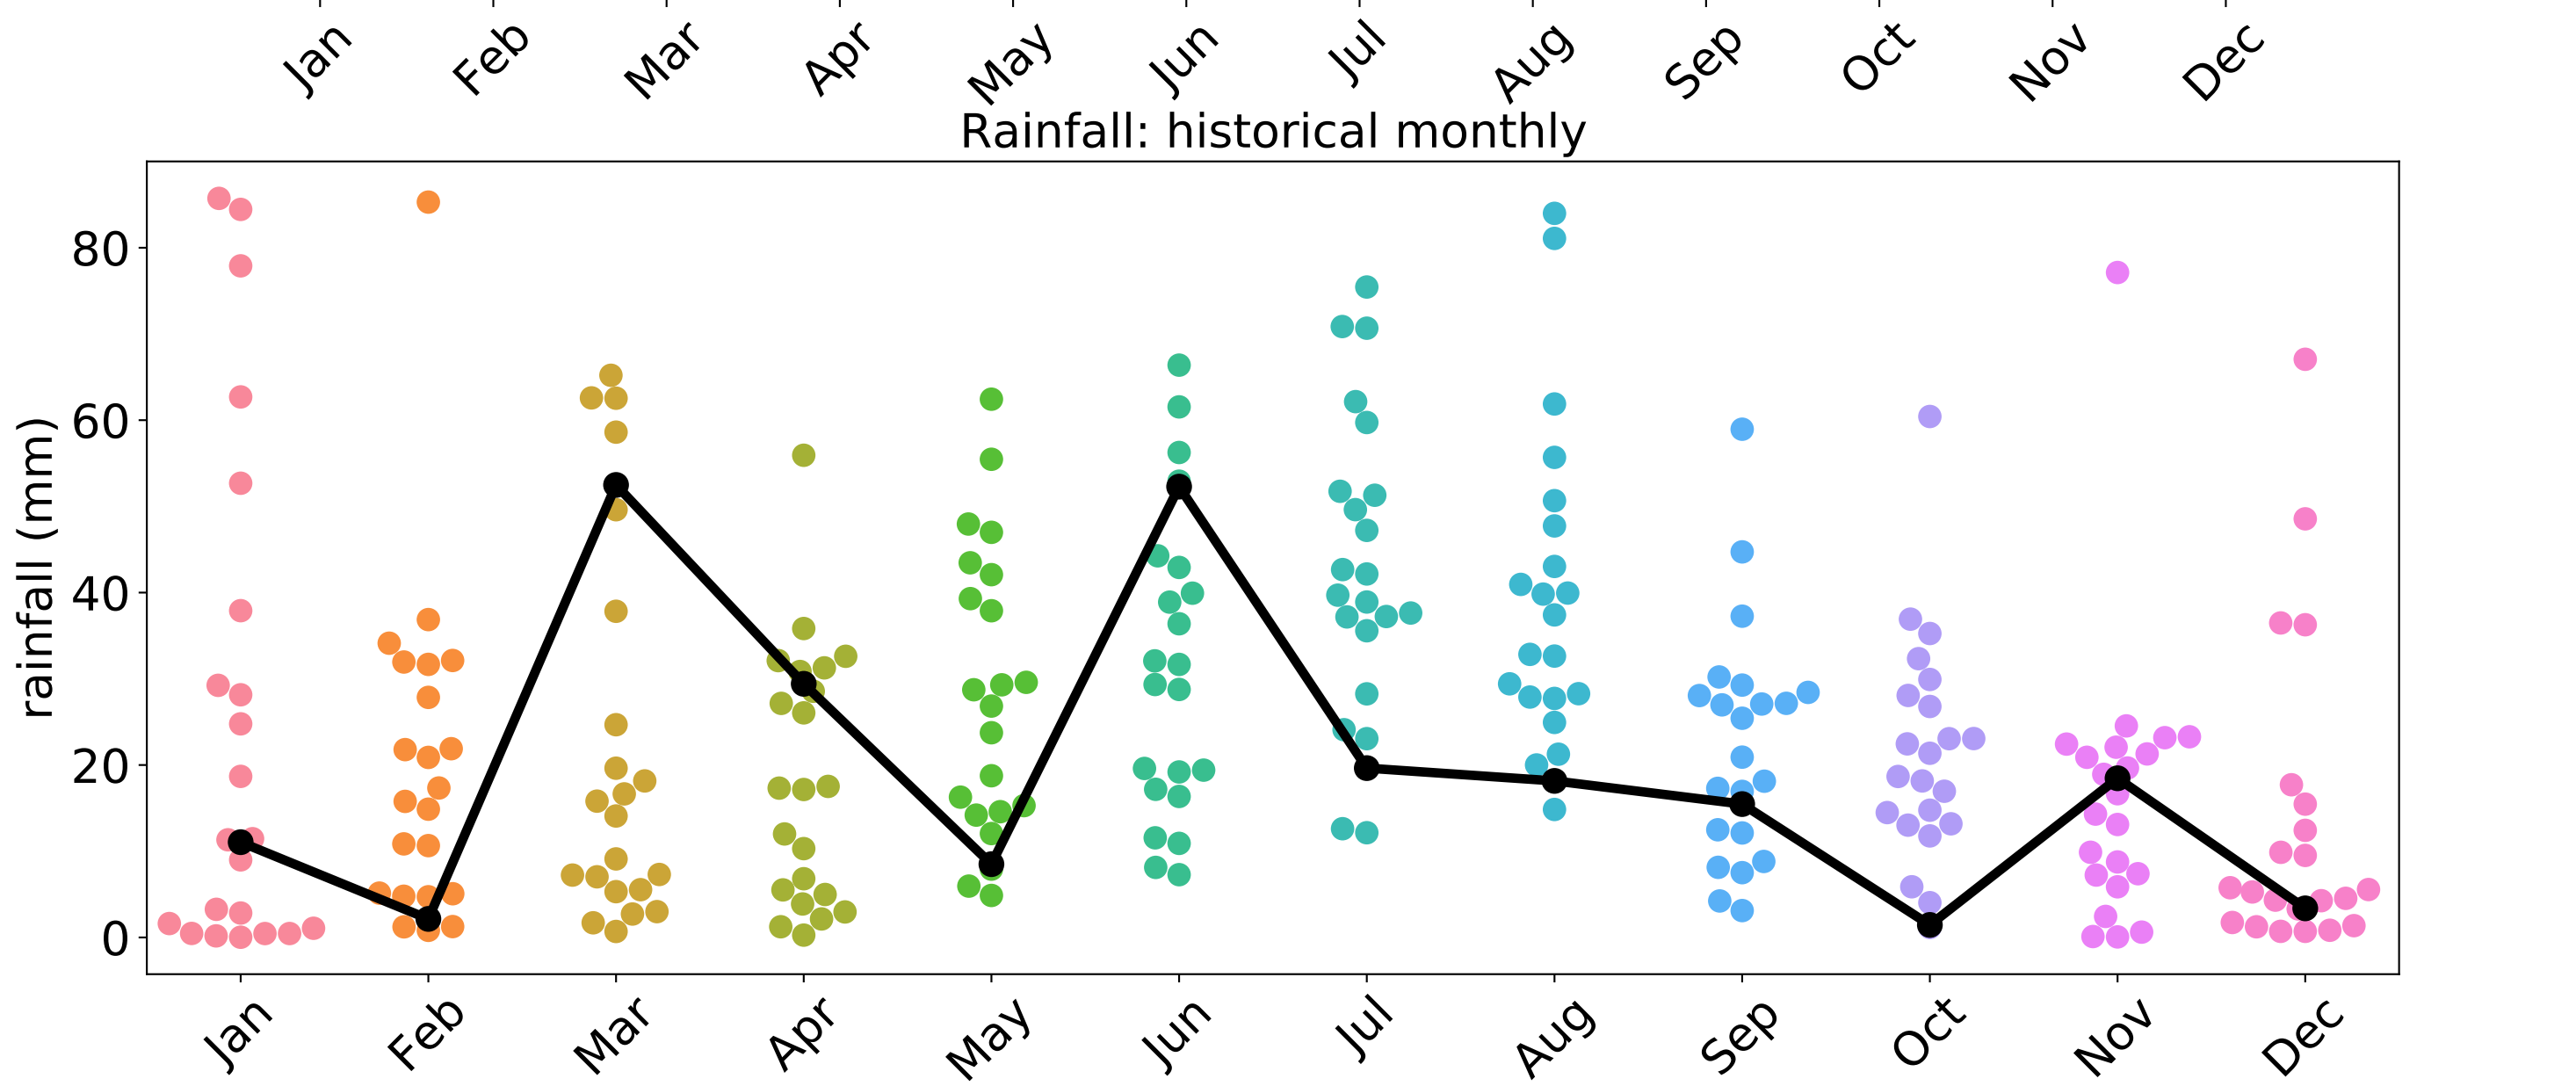 Jan Feb Mar Apr May Jun Jul Aug Sep Oct Nov Dec
Rainfall: historical monthly
rainfall (mm)
80
60
40
20
0
Jan Feb Mar Apr May Jun Jul Aug Sep Oct Nov Dec